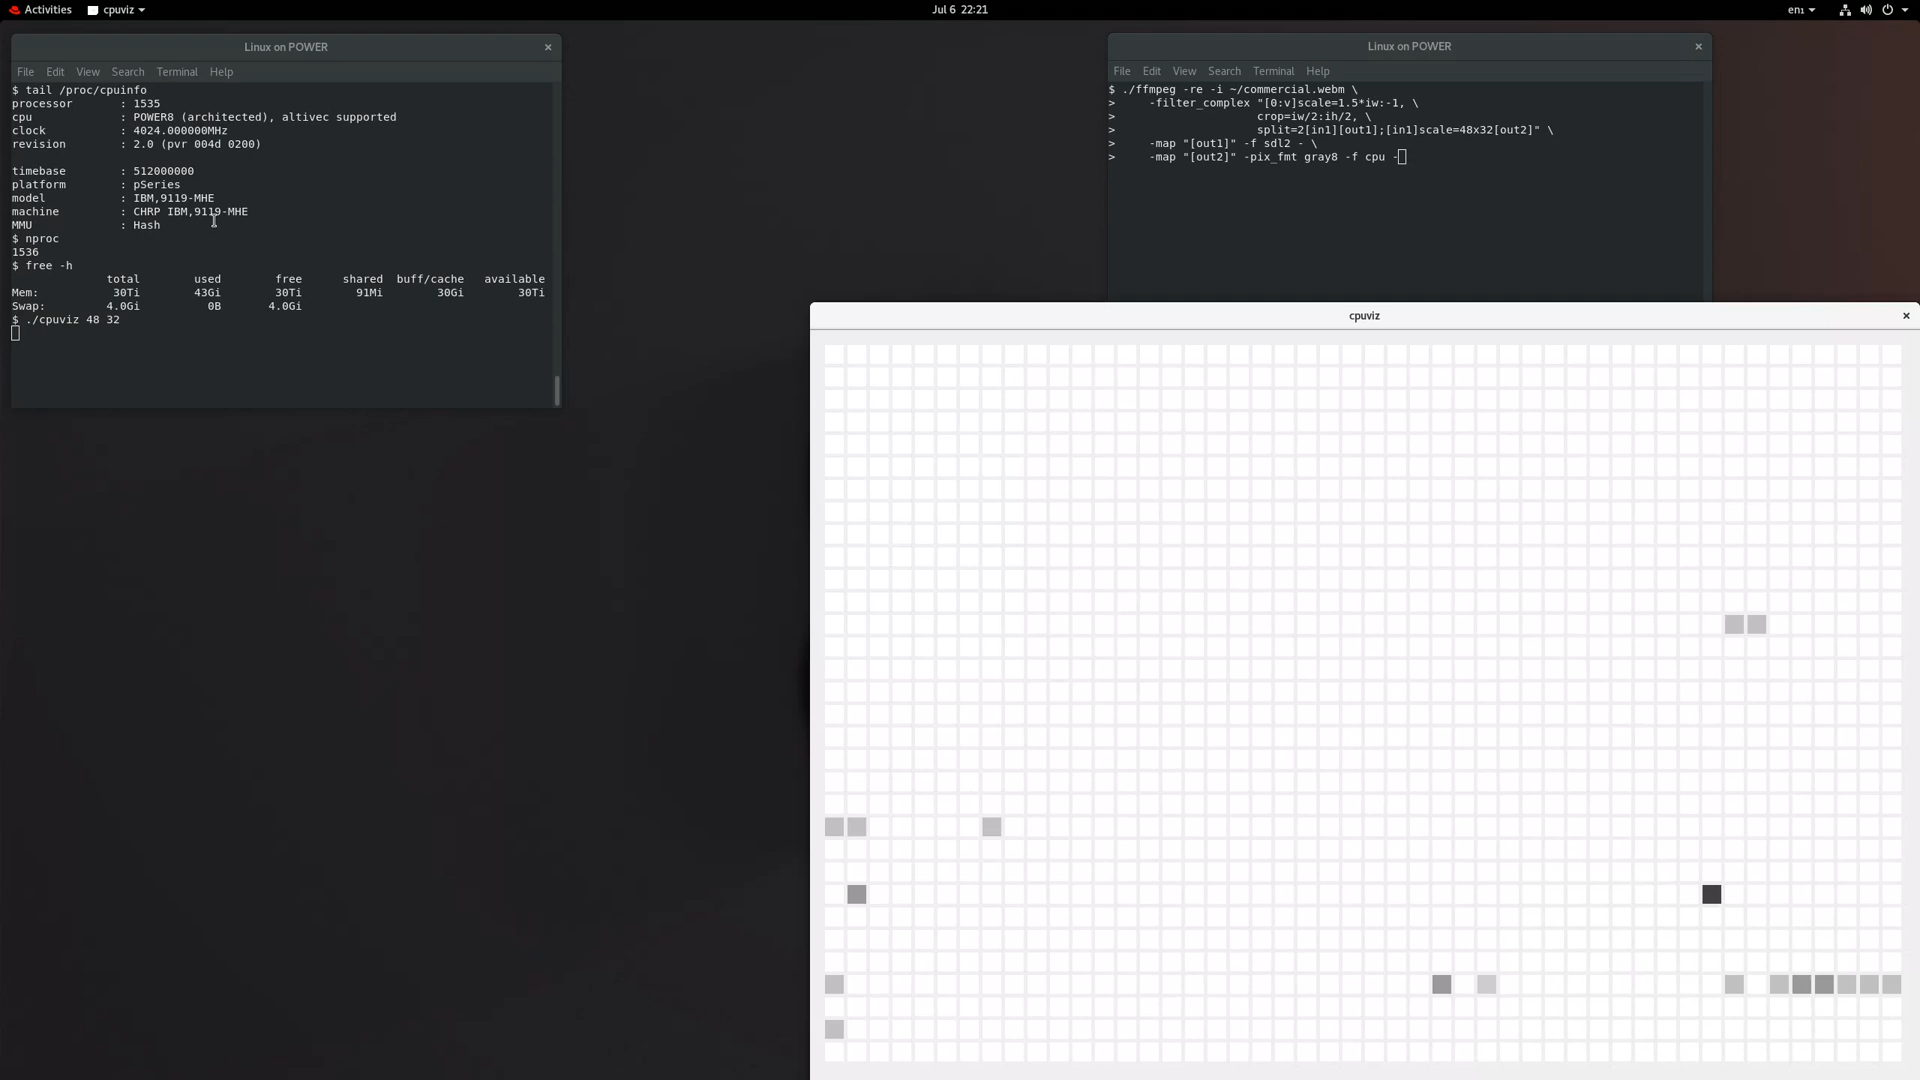 Activities cpuviz Jul 6 22:21 en₁
Linux on POWER ×
File Edit View Search Terminal Help
$ tail /proc/cpuinfo
processor : 1535
cpu : POWER8 (architected), altivec supported
clock : 4024.000000MHz
revision : 2.0 (pvr 004d 0200)
timebase : 512000000
platform : pSeries
model : IBM,9119-MHE
machine : CHRP IBM,9119-MHE
MMU : Hash
$ nproc
1536
$ free -h
total used free shared buff/cache available
Mem: 30Ti 43Gi 30Ti 91Mi 30Gi 30Ti
Swap: 4.0Gi 0B 4.0Gi
$ ./cpuviz 48 32
Linux on POWER ×
File Edit View Search Terminal Help
$ ./ffmpeg -re -i ~/commercial.webm \
> -filter_complex "[0:v]scale=1.5*iw:-1, \
> crop=iw/2:ih/2, \
> split=2[in1][out1];[in1]scale=48x32[out2]" \
> -map "[out1]" -f sdl2 - \
> -map "[out2]" -pix_fmt gray8 -f cpu -
cpuviz ×